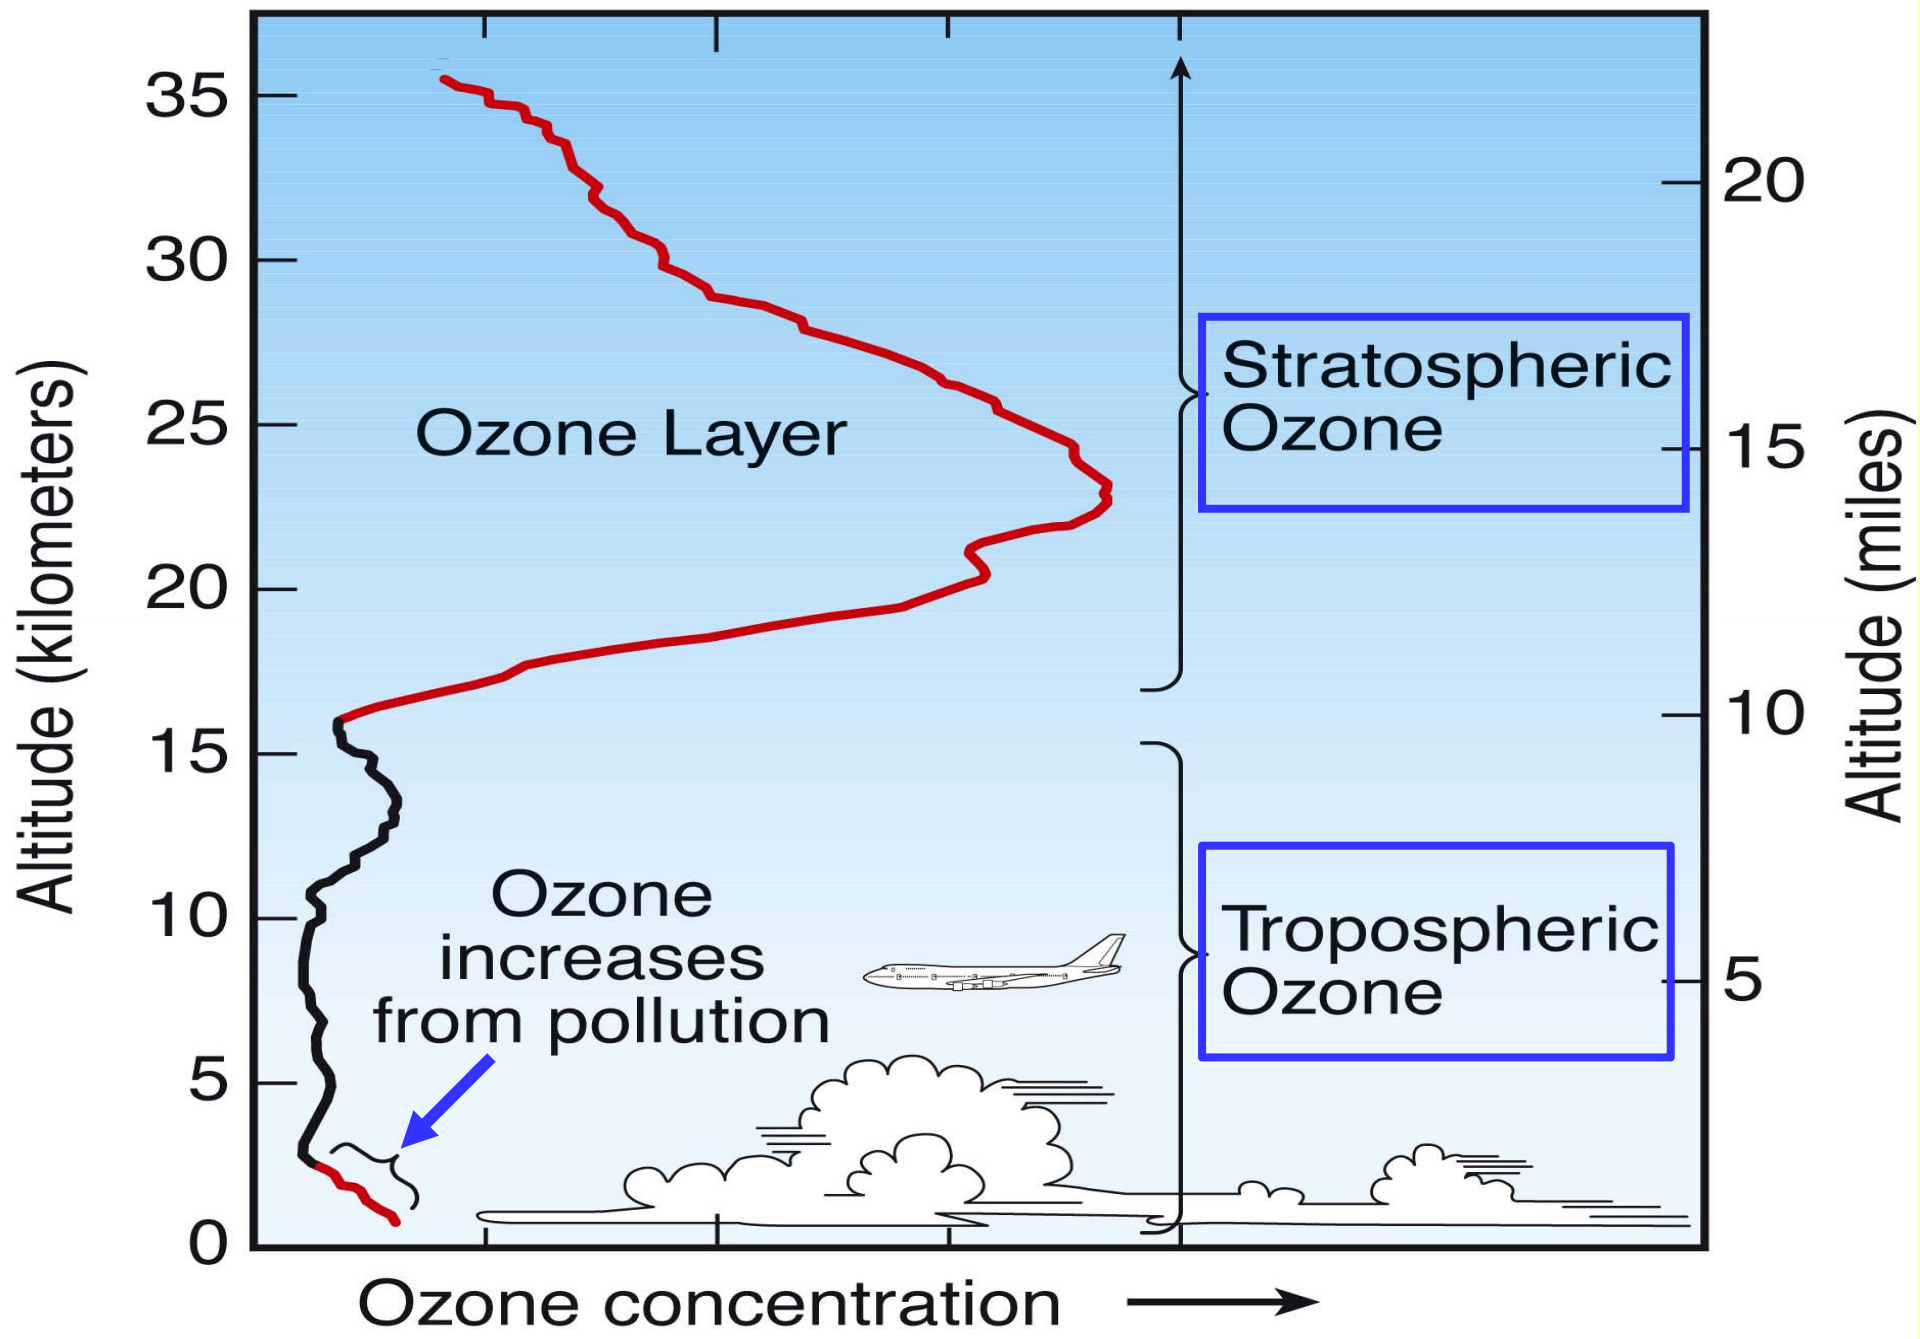 35
30
25
20
15
10
5
0
Altitude (kilometers)
Ozone Layer
Ozone
increases
from pollution
Stratospheric
Ozone
Tropospheric
Ozone
20
15
10
5
Altitude (miles)
Ozone concentration